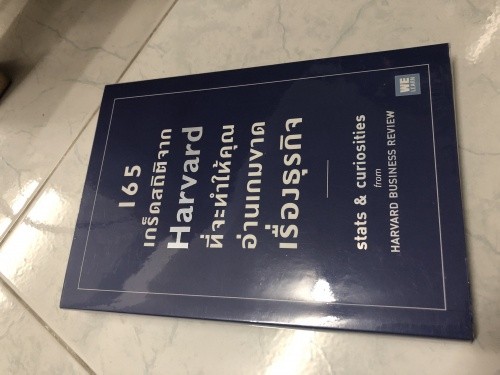 165
เกร็ดสถิติจาก
Harvard
ที่จะทำให้คุณ
อ่านเกมขาด
เรื่องธุรกิจ
stats & curiosities
from
HARVARD BUSINESS REVIEW
WE
LEARN